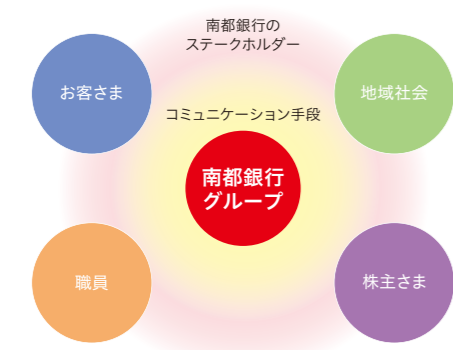 南都銀行の
ステークホルダー
お客さま
地域社会
コミュニケーション手段
南都銀行
グループ
職員
株主さま